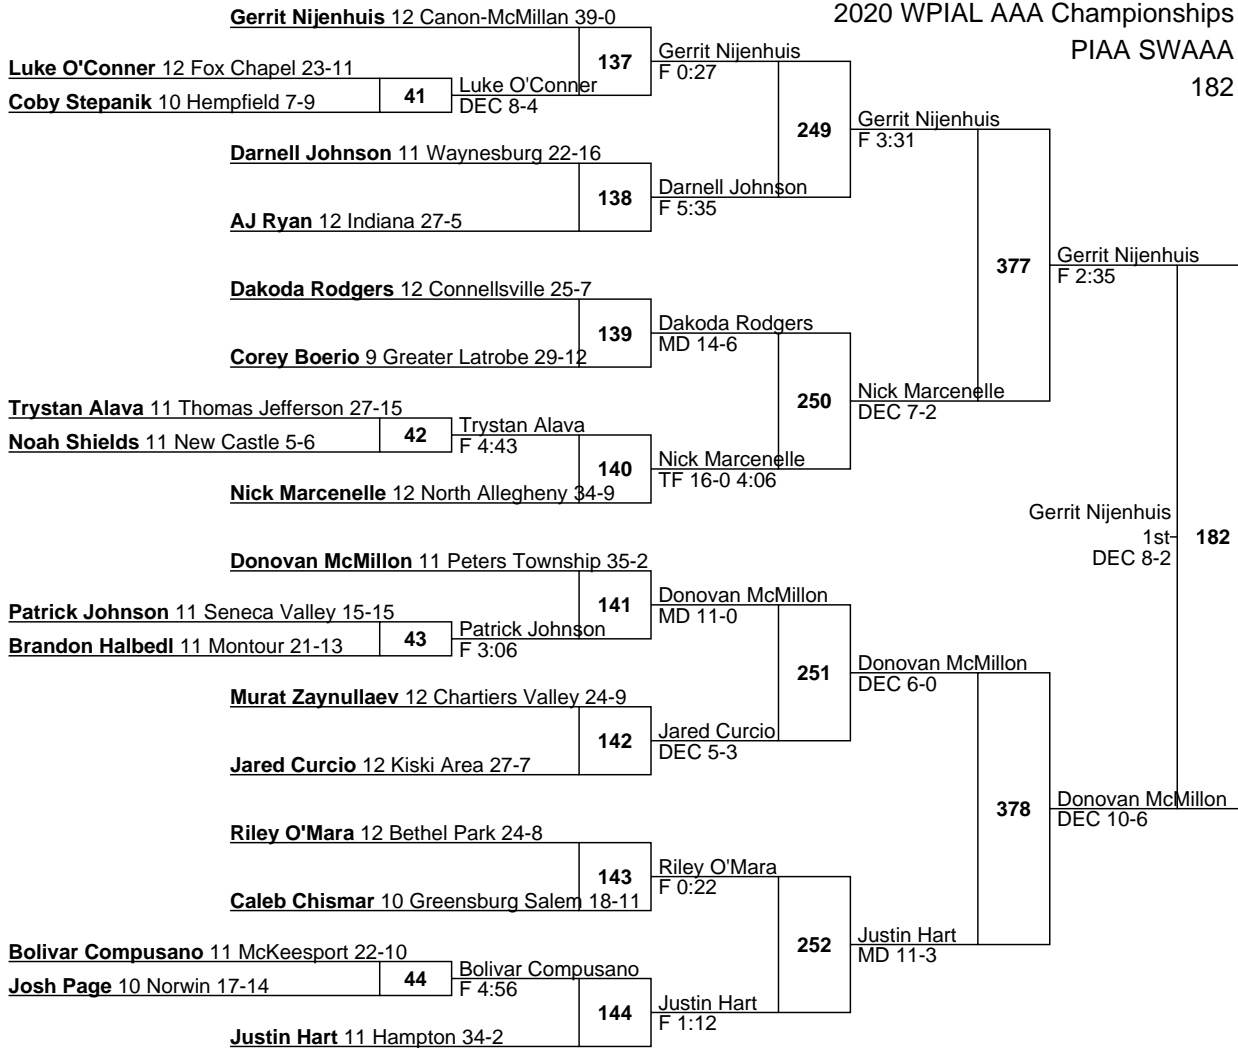 2020 WPIAL AAA Championships
PIAA SWAAA
182
Gerrit Nijenhuis 12 Canon-McMillan 39-0
137
Gerrit Nijenhuis
F 0:27
Luke O'Conner 12 Fox Chapel 23-11
41
Luke O'Conner
DEC 8-4
Coby Stepanik 10 Hempfield 7-9
249
Gerrit Nijenhuis
F 3:31
Darnell Johnson 11 Waynesburg 22-16
138
Darnell Johnson
F 5:35
AJ Ryan 12 Indiana 27-5
377
Gerrit Nijenhuis
F 2:35
Dakoda Rodgers 12 Connellsville 25-7
139
Dakoda Rodgers
MD 14-6
Corey Boerio 9 Greater Latrobe 29-12
250
Nick Marcenelle
DEC 7-2
Trystan Alava 11 Thomas Jefferson 27-15
42
Trystan Alava
F 4:43
Noah Shields 11 New Castle 5-6
140
Nick Marcenelle
TF 16-0 4:06
Nick Marcenelle 12 North Allegheny 34-9
Gerrit Nijenhuis
1st
182
DEC 8-2
Donovan McMillon 11 Peters Township 35-2
141
Donovan McMillon
MD 11-0
Patrick Johnson 11 Seneca Valley 15-15
43
Patrick Johnson
F 3:06
Brandon Halbedl 11 Montour 21-13
251
Donovan McMillon
DEC 6-0
Murat Zaynullaev 12 Chartiers Valley 24-9
142
Jared Curcio
DEC 5-3
Jared Curcio 12 Kiski Area 27-7
378
Donovan McMillon
DEC 10-6
Riley O'Mara 12 Bethel Park 24-8
143
Riley O'Mara
F 0:22
Caleb Chismar 10 Greensburg Salem 18-11
252
Justin Hart
MD 11-3
Bolivar Compusano 11 McKeesport 22-10
44
Bolivar Compusano
F 4:56
Josh Page 10 Norwin 17-14
144
Justin Hart
F 1:12
Justin Hart 11 Hampton 34-2